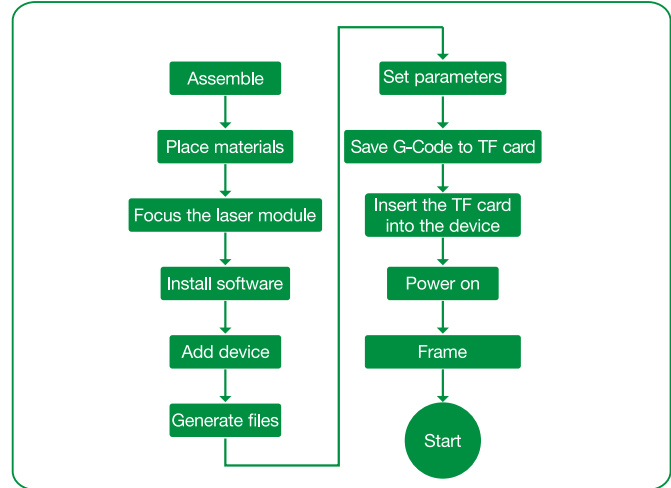 Assemble
Place materials
Focus the laser module
Install software
Add device
Generate files
Set parameters
Save G-Code to TF card
Insert the TF card
into the device
Power on
Frame
Start